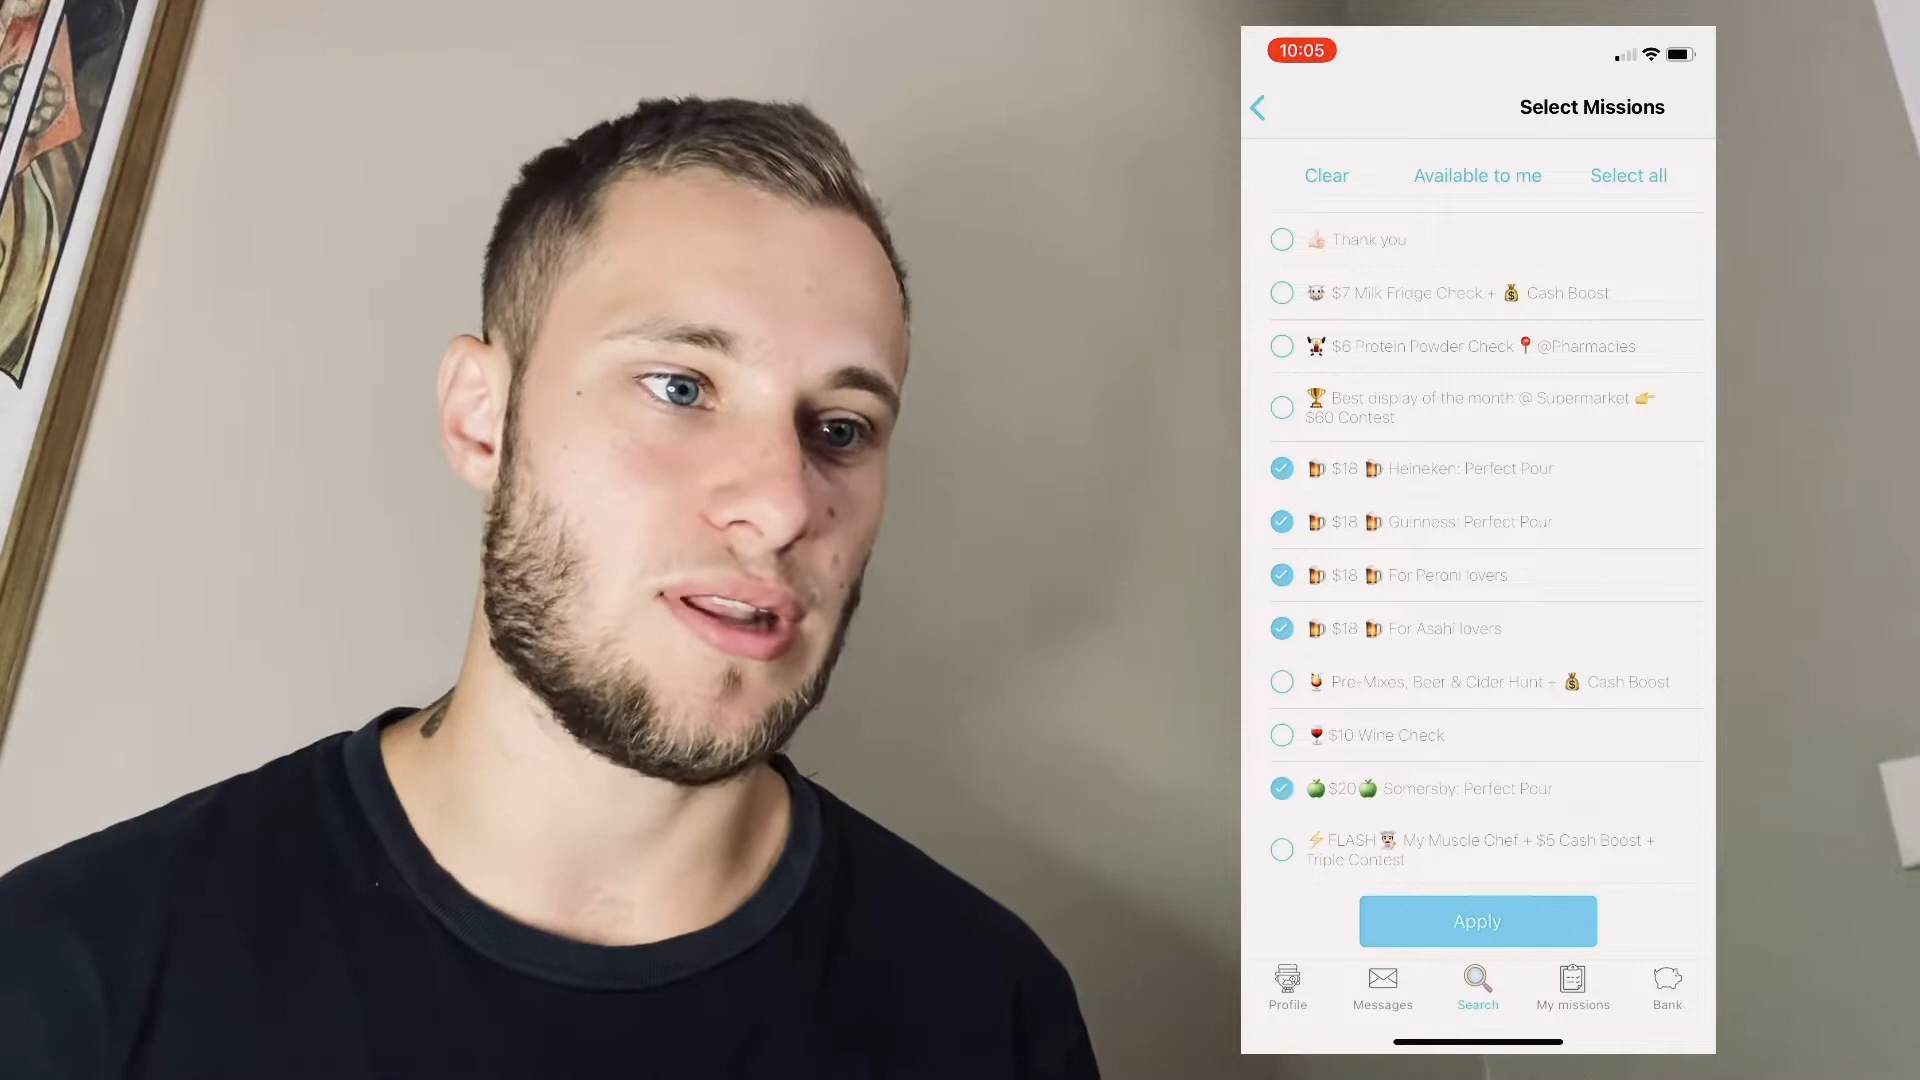 10:05
Select Missions
Clear
Available to me
Select all
👍 Thank you
🐮 $7 Milk Fridge Check + 💰 Cash Boost
🏋 $6 Protein Powder Check 📍 @Pharmacies
🏆 Best display of the month @ Supermarket 👉
$60 Contest
🍺 $18 🍺 Heineken: Perfect Pour
🍺 $18 🍺 Guinness: Perfect Pour
🍺 $18 🍺 For Peroni lovers
🍺 $18 🍺 For Asahi lovers
🍹 Pre-Mixes, Beer & Cider Hunt + 💰 Cash Boost
🍷 $10 Wine Check
🍏 $20 🍏 Somersby: Perfect Pour
⚡ FLASH 👨‍🍳 My Muscle Chef + $5 Cash Boost +
Triple Contest
Apply
Profile
Messages
Search
My missions
Bank